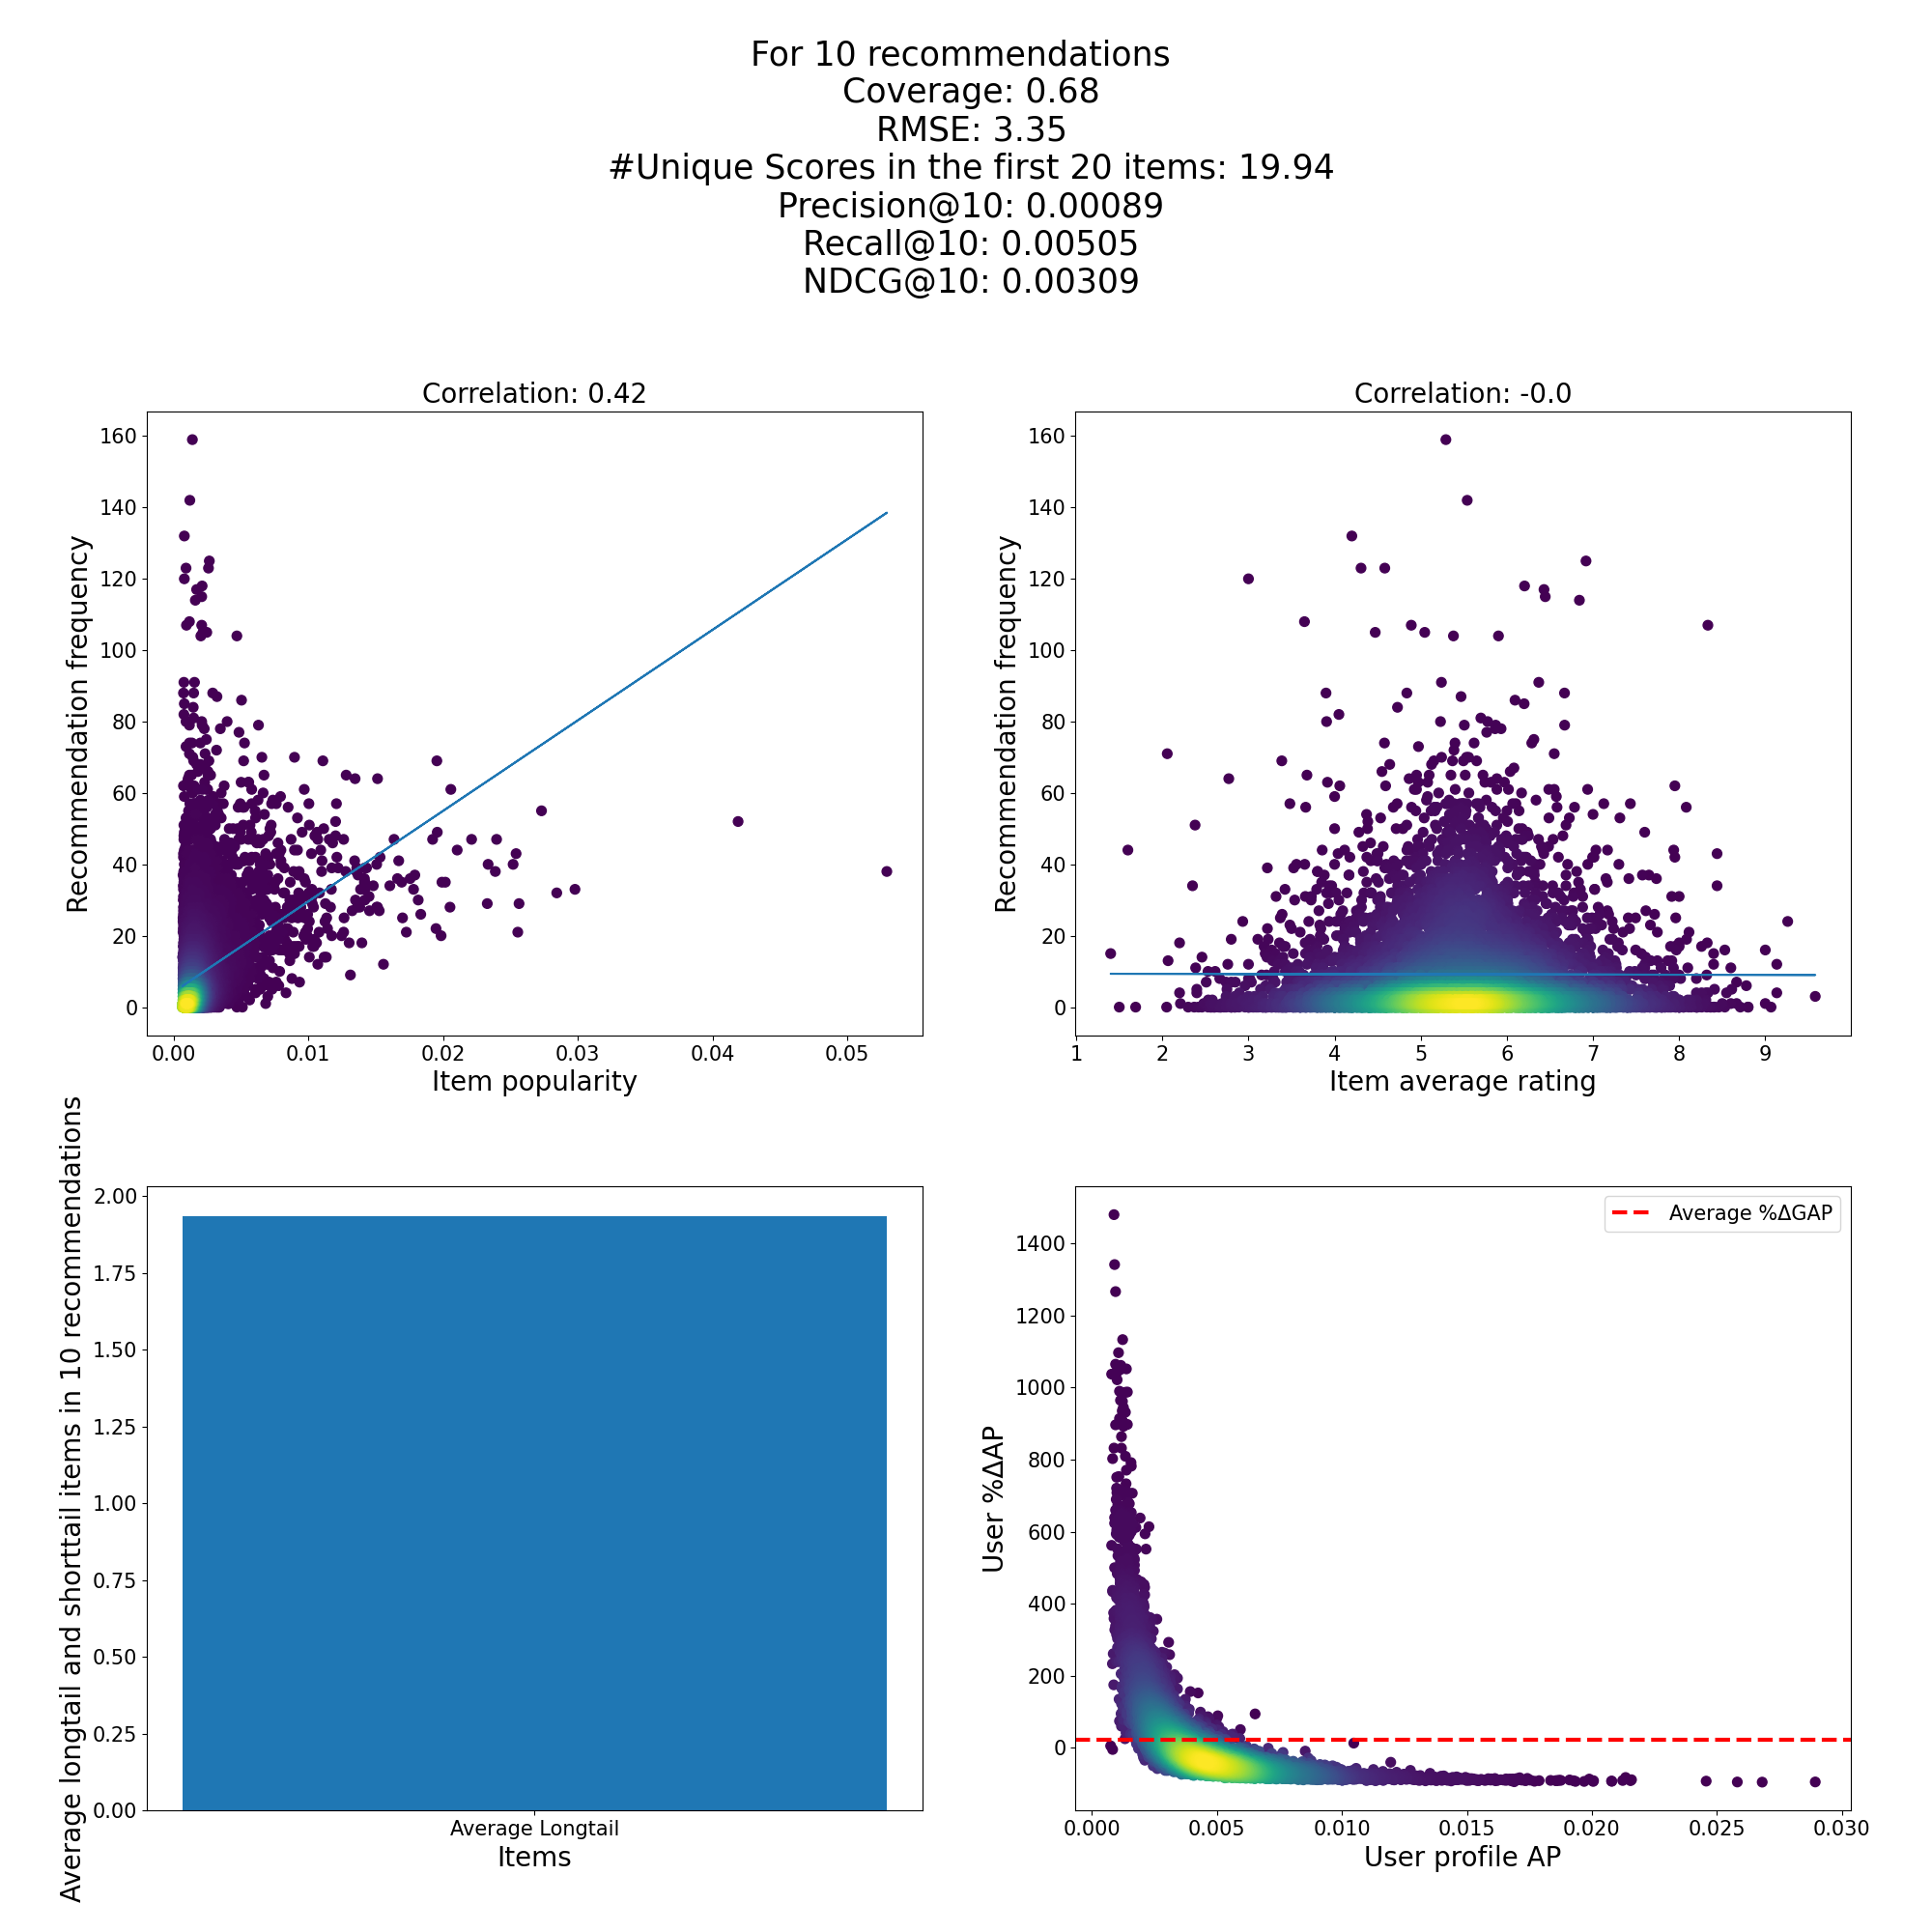 For 10 recommendations
Coverage: 0.68
RMSE: 3.35
#Unique Scores in the first 20 items: 19.94
Precision@10: 0.00089
Recall@10: 0.00505
NDCG@10: 0.00309
Correlation: 0.42
Recommendation frequency
160
140
120
100
80
60
40
20
0
0.00 0.01 0.02 0.03 0.04 0.05
Item popularity
Correlation: -0.0
Recommendation frequency
160
140
120
100
80
60
40
20
0
1 2 3 4 5 6 7 8 9
Item average rating
Average longtail and shorttail items in 10 recommendations
2.00
1.75
1.50
1.25
1.00
0.75
0.50
0.25
0.00
Average Longtail
Items
Average %ΔGAP
User %ΔAP
1400
1200
1000
800
600
400
200
0
0.000 0.005 0.010 0.015 0.020 0.025 0.030
User profile AP